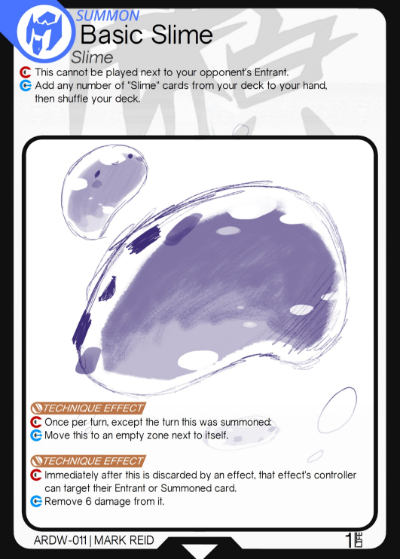 SUMMON
Basic Slime
Slime
C This cannot be played next to your opponent's Entrant.
E Add any number of "Slime" cards from your deck to your hand,
then shuffle your deck.
TECHNIQUE EFFECT
C Once per turn, except the turn this was summoned:
E Move this to an empty zone next to itself.
TECHNIQUE EFFECT
C Immediately after this is discarded by an effect, that effect's controller
can target their Entrant or Summoned card.
E Remove 6 damage from it.
ARDW-011 | MARK REID
1 LIFE